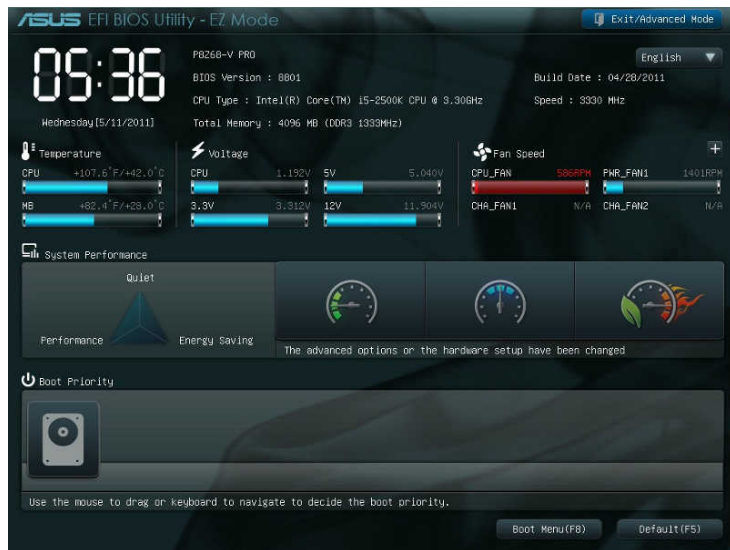 ASUS EFI BIOS Utility - EZ Mode
Exit/Advanced Mode
05:36
Wednesday[5/11/2011]
P8Z68-V PRO
English
BIOS Version : 8801
Build Date : 04/28/2011
CPU Type : Intel(R) Core(TM) i5-2500K CPU @ 3.30GHz
Speed : 3330 MHz
Total Memory : 4096 MB (DDR3 1333MHz)
Temperature
CPU +107.6°F/+42.0°C
MB +82.4°F/+28.0°C
Voltage
CPU 1.192V
5V 5.040V
3.3V 3.312V
12V 11.904V
Fan Speed
CPU_FAN 586RPM
PWR_FAN1 1401RPM
CHA_FAN1 N/A
CHA_FAN2 N/A
System Performance
Quiet
Performance
Energy Saving
The advanced options or the hardware setup have been changed
Boot Priority
Use the mouse to drag or keyboard to navigate to decide the boot priority.
Boot Menu(F8)
Default(F5)